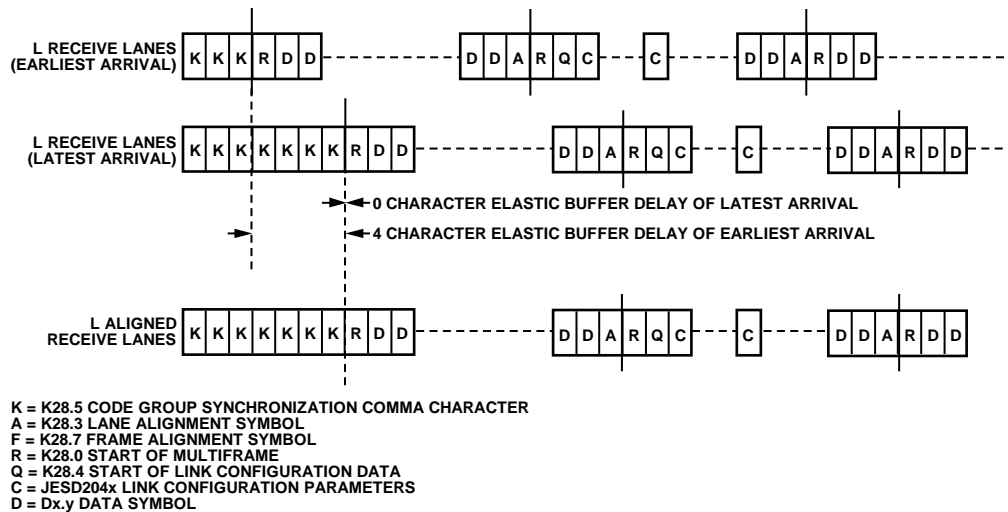 L RECEIVE LANES
(EARLIEST ARRIVAL)
K K K R D D
D D A R Q C
C
D D A R D D
L RECEIVE LANES
(LATEST ARRIVAL)
K K K K K K K R D D
D D A R Q C
C
D D A R D D
0 CHARACTER ELASTIC BUFFER DELAY OF LATEST ARRIVAL
4 CHARACTER ELASTIC BUFFER DELAY OF EARLIEST ARRIVAL
L ALIGNED
RECEIVE LANES
K K K K K K K R D D
D D A R Q C
C
D D A R D D
K = K28.5 CODE GROUP SYNCHRONIZATION COMMA CHARACTER
A = K28.3 LANE ALIGNMENT SYMBOL
F = K28.7 FRAME ALIGNMENT SYMBOL
R = K28.0 START OF MULTIFRAME
Q = K28.4 START OF LINK CONFIGURATION DATA
C = JESD204x LINK CONFIGURATION PARAMETERS
D = Dx.y DATA SYMBOL